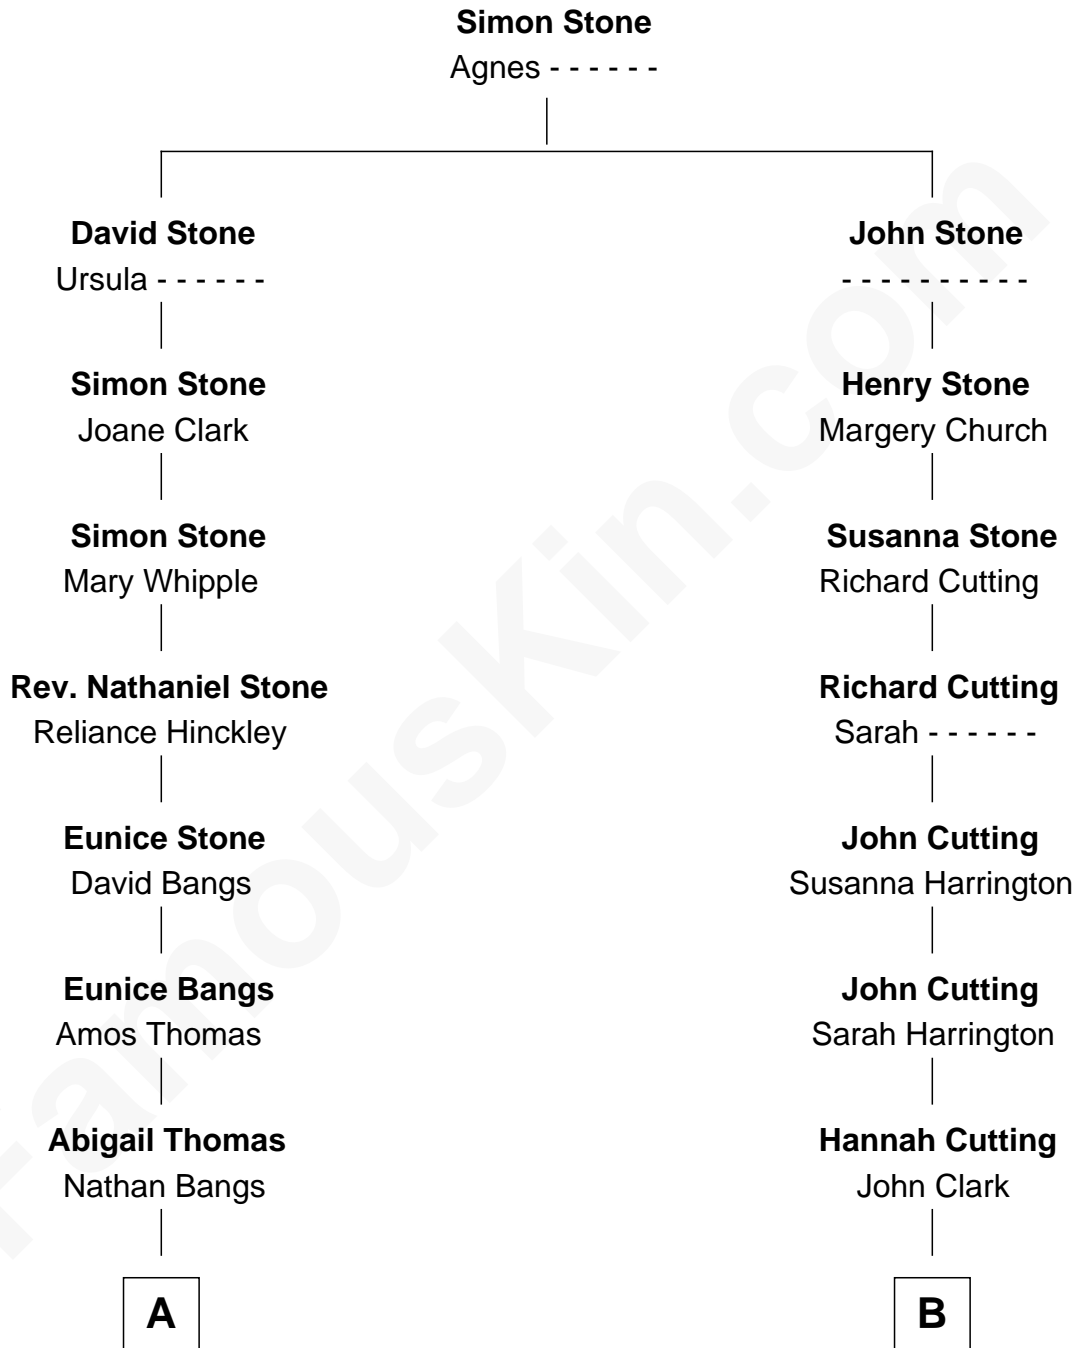 Simon Stone
Agnes - - - - - -
David Stone
Ursula - - - - - -
John Stone
- - - - - - - - - -
Simon Stone
Joane Clark
Henry Stone
Margery Church
Simon Stone
Mary Whipple
Susanna Stone
Richard Cutting
Rev. Nathaniel Stone
Reliance Hinckley
Richard Cutting
Sarah - - - - - -
Eunice Stone
David Bangs
John Cutting
Susanna Harrington
Eunice Bangs
Amos Thomas
John Cutting
Sarah Harrington
Abigail Thomas
Nathan Bangs
Hannah Cutting
John Clark
A
B
FamousKin.com